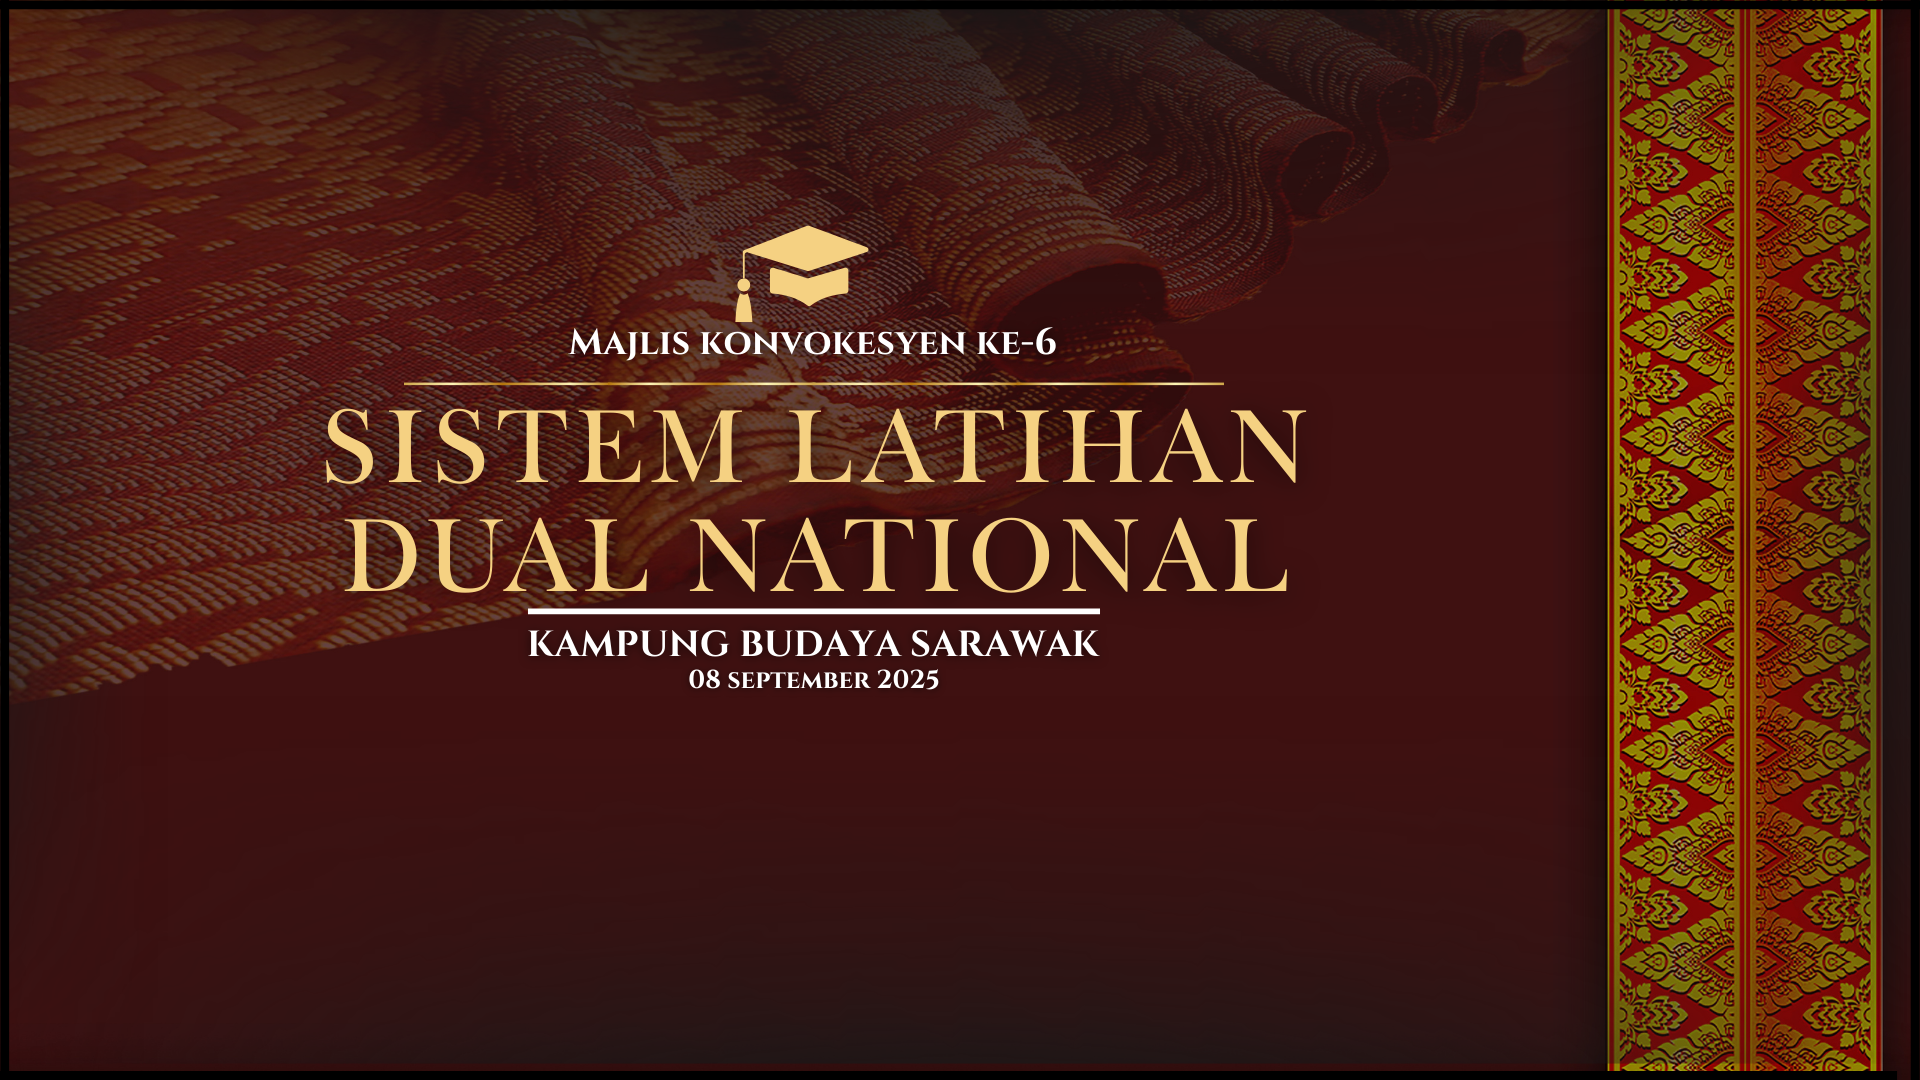 Majlis konvokesyen ke-6
SISTEM LATIHAN
DUAL NATIONAL
KAMPUNG BUDAYA SARAWAK
08 september 2025